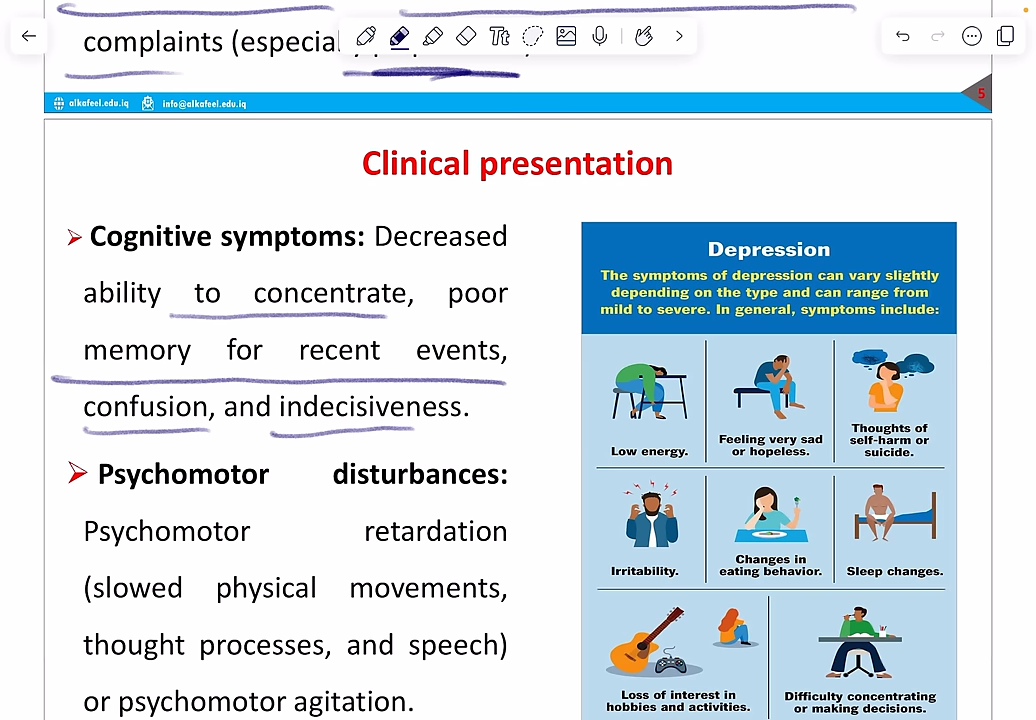 complaints (especial
alkafeel.edu.iq info@alkafeel.edu.iq
5
Clinical presentation
➢ Cognitive symptoms: Decreased
ability to concentrate, poor
memory for recent events,
confusion, and indecisiveness.
➢ Psychomotor disturbances:
Psychomotor retardation
(slowed physical movements,
thought processes, and speech)
or psychomotor agitation.
Depression
The symptoms of depression can vary slightly
depending on the type and can range from
mild to severe. In general, symptoms include:
Low energy.
Feeling very sad
or hopeless.
Thoughts of
self-harm or
suicide.
Irritability.
Changes in
eating behavior.
Sleep changes.
Loss of interest in
hobbies and activities.
Difficulty concentrating
or making decisions.
Tt